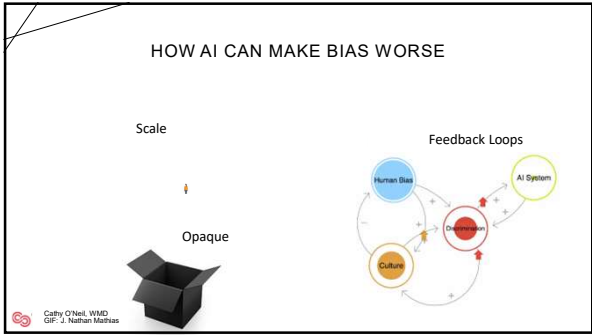 HOW AI CAN MAKE BIAS WORSE
Scale
Feedback Loops
Human Bias
AI System
+
+
+
+
Discrimination
–
+
Opaque
Culture
+
Cathy O'Neil, WMD
GIF: J. Nathan Mathias